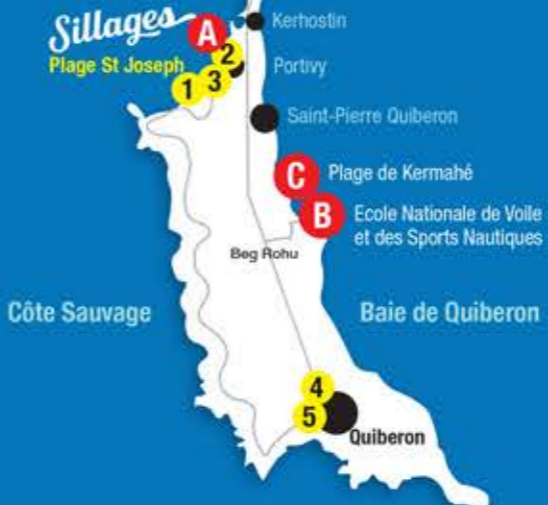 Sillages
A
Kerhostin
2
Plage St Joseph
Portivy
1
3
Saint-Pierre Quiberon
C
Plage de Kermahé
B
Ecole Nationale de Voile
et des Sports Nautiques
Beg Rohu
Côte Sauvage
Baie de Quiberon
4
5
Quiberon